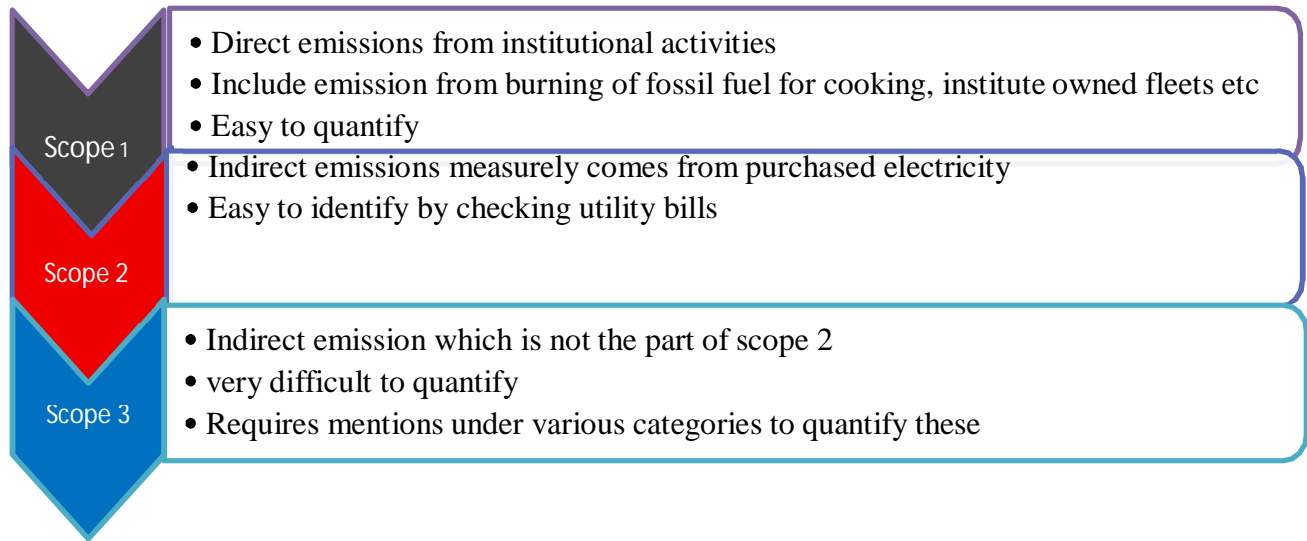 Scope 1
• Direct emissions from institutional activities
• Include emission from burning of fossil fuel for cooking, institute owned fleets etc
• Easy to quantify
Scope 2
• Indirect emissions measurely comes from purchased electricity
• Easy to identify by checking utility bills
Scope 3
• Indirect emission which is not the part of scope 2
• very difficult to quantify
• Requires mentions under various categories to quantify these